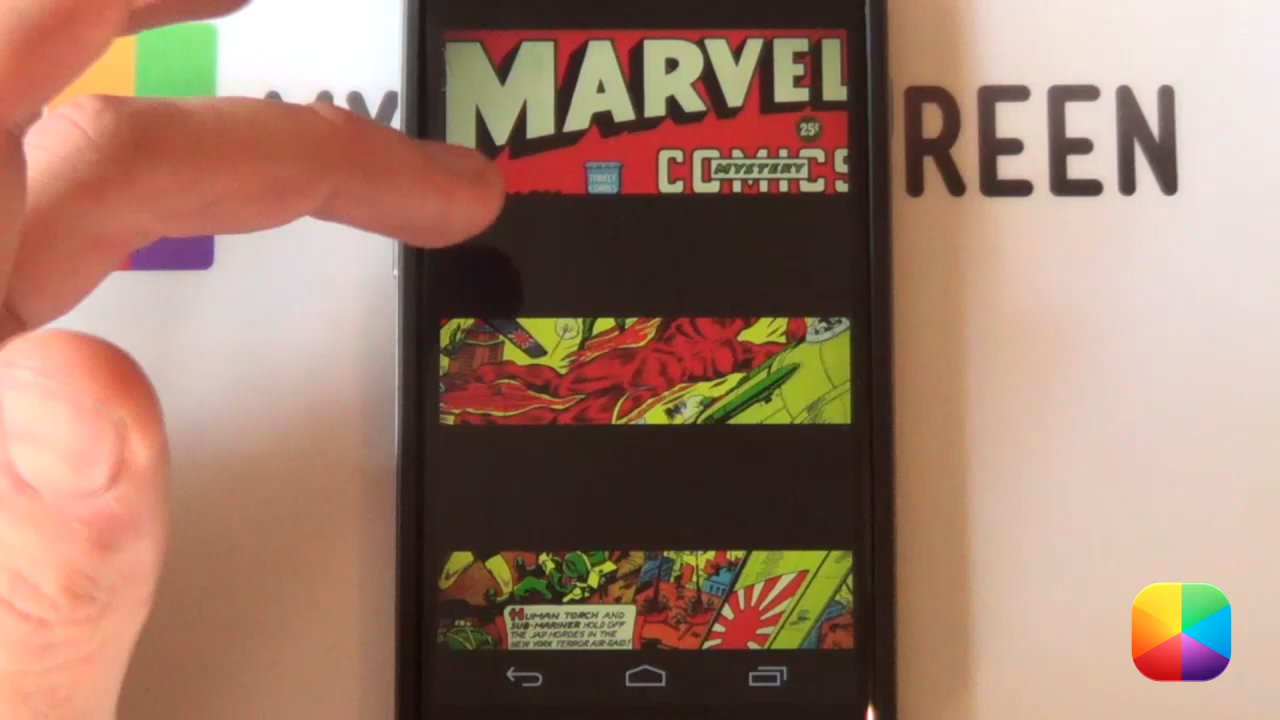 MY
REEN
MARVEL
25¢
COMICS
MYSTERY
HUMAN TORCH AND
SUB-MARINER HOLD OFF
THE JAP HORDES IN THE
NEW YORK TERROR AIR-RAID!